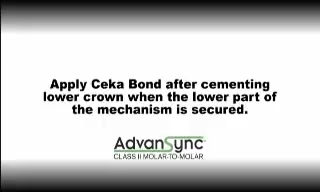 Apply Ceka Bond after cementing
lower crown when the lower part of
the mechanism is secured.
AdvanSync
CLASS II MOLAR-TO-MOLAR